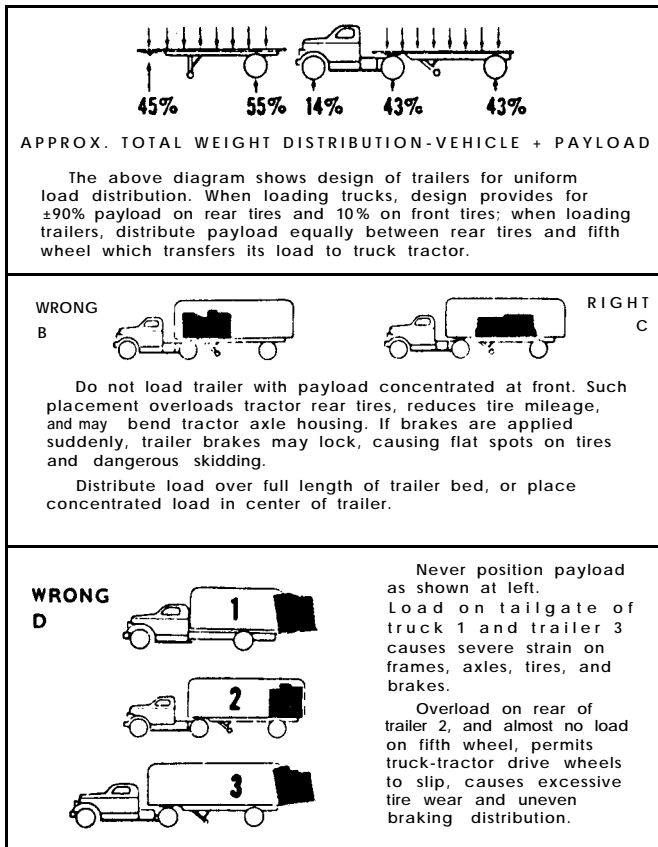 45% 55% 14% 43% 43%
APPROX. TOTAL WEIGHT DISTRIBUTION-VEHICLE + PAYLOAD
The above diagram shows design of trailers for uniform
load distribution. When loading trucks, design provides for
±90% payload on rear tires and 10% on front tires; when loading
trailers, distribute payload equally between rear tires and fifth
wheel which transfers its load to truck tractor.
WRONG
B
RIGHT
C
Do not load trailer with payload concentrated at front. Such
placement overloads tractor rear tires, reduces tire mileage,
and may bend tractor axle housing. If brakes are applied
suddenly, trailer brakes may lock, causing flat spots on tires
and dangerous skidding.
Distribute load over full length of trailer bed, or place
concentrated load in center of trailer.
WRONG
D
1
2
3
Never position payload
as shown at left.
Load on tailgate of
truck 1 and trailer 3
causes severe strain on
frames, axles, tires, and
brakes.
Overload on rear of
trailer 2, and almost no load
on fifth wheel, permits
truck-tractor drive wheels
to slip, causes excessive
tire wear and uneven
braking distribution.